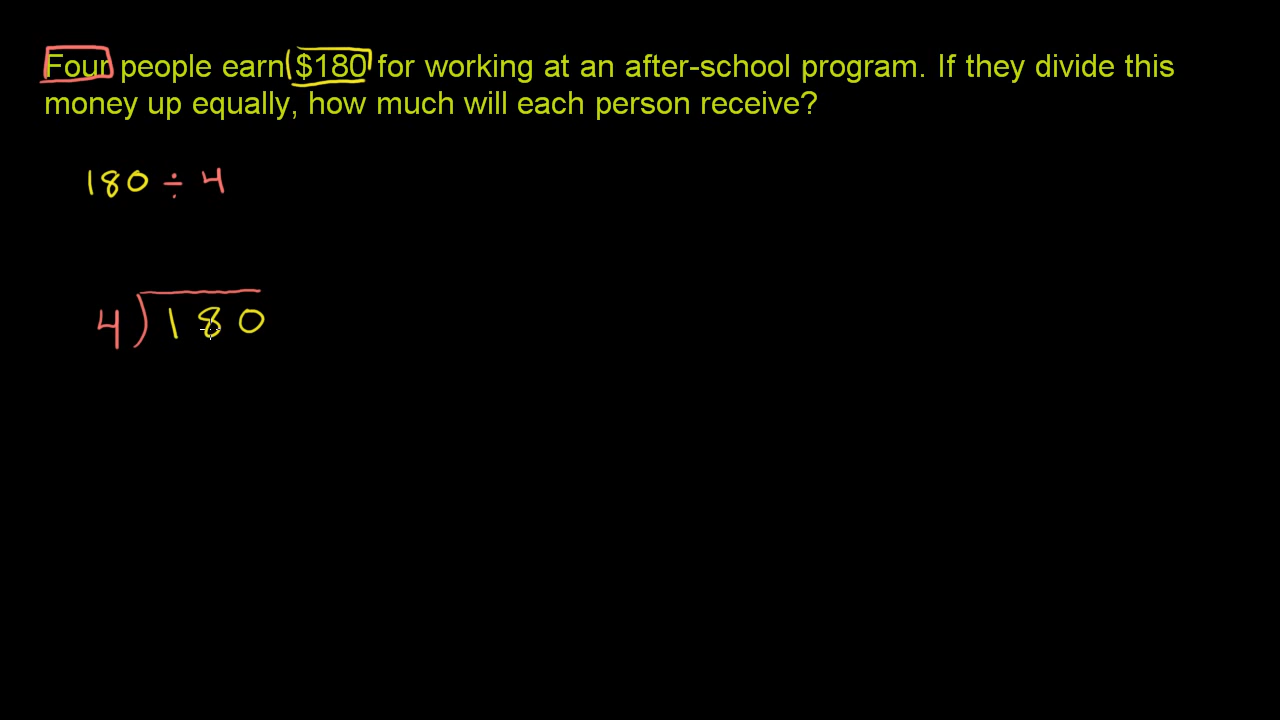 Four people earn $180 for working at an after-school program. If they divide this
money up equally, how much will each person receive?
180 ÷ 4
4)180